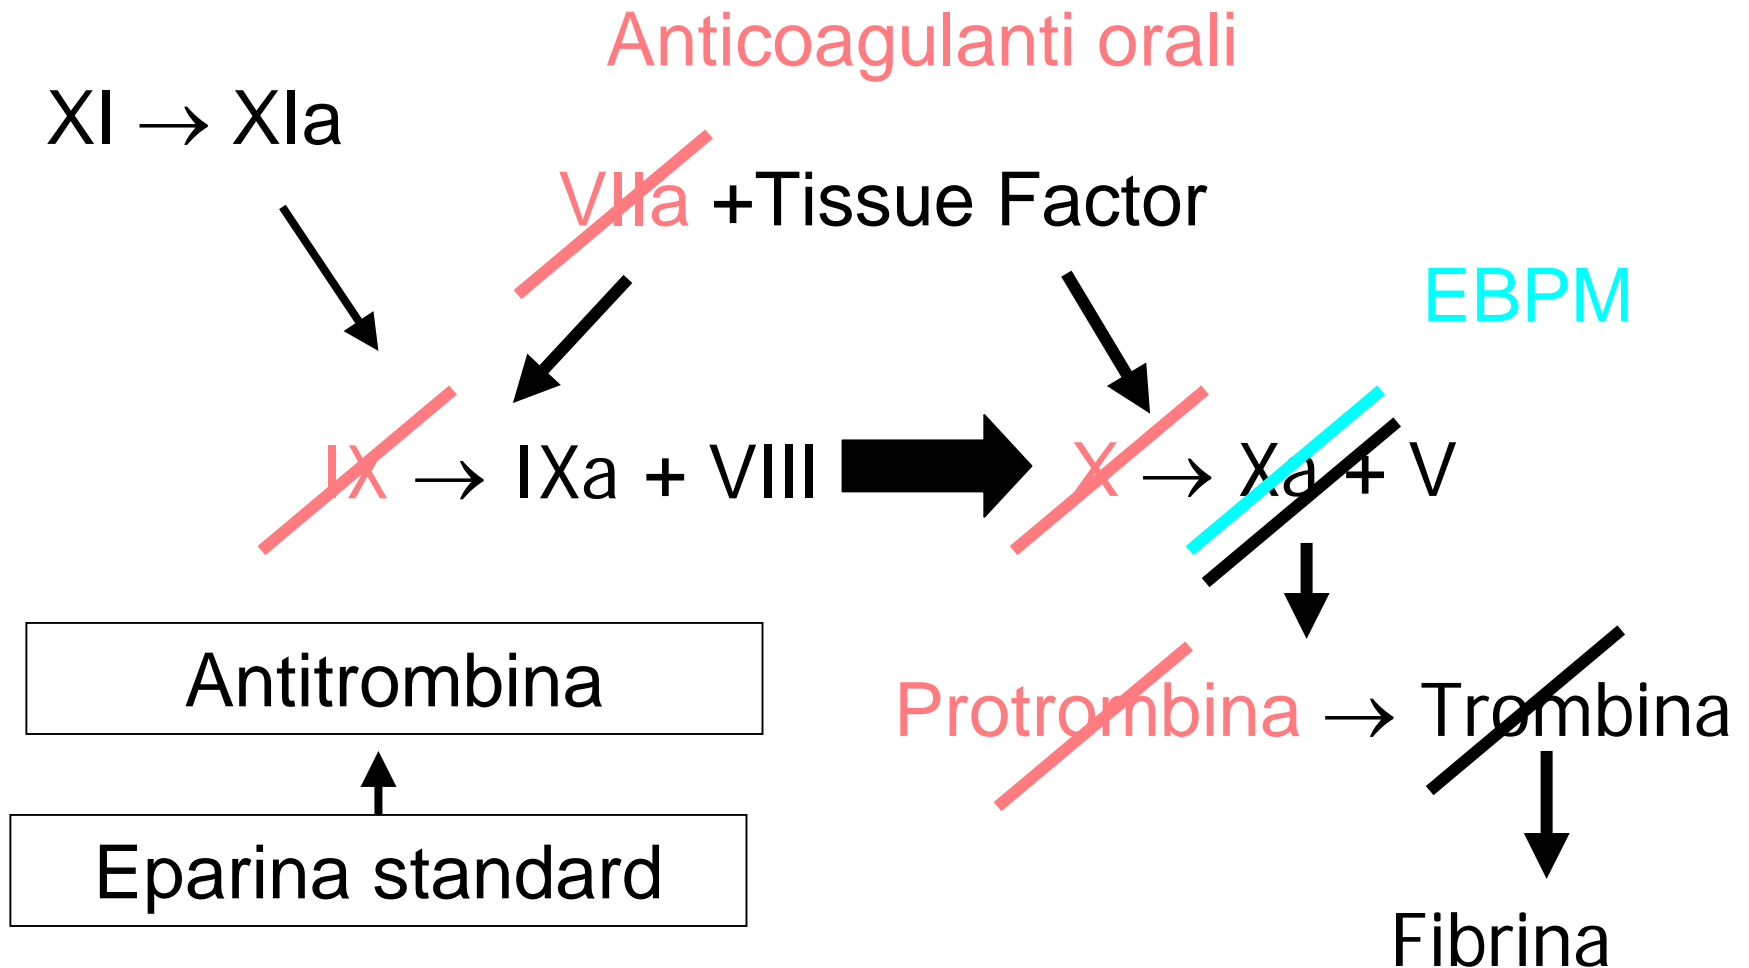 Anticoagulanti orali
XI → XIa
VIIa +Tissue Factor
EBPM
IX → IXa + VIII
X → Xa + V
Antitrombina
Protrombina → Trombina
Eparina standard
Fibrina